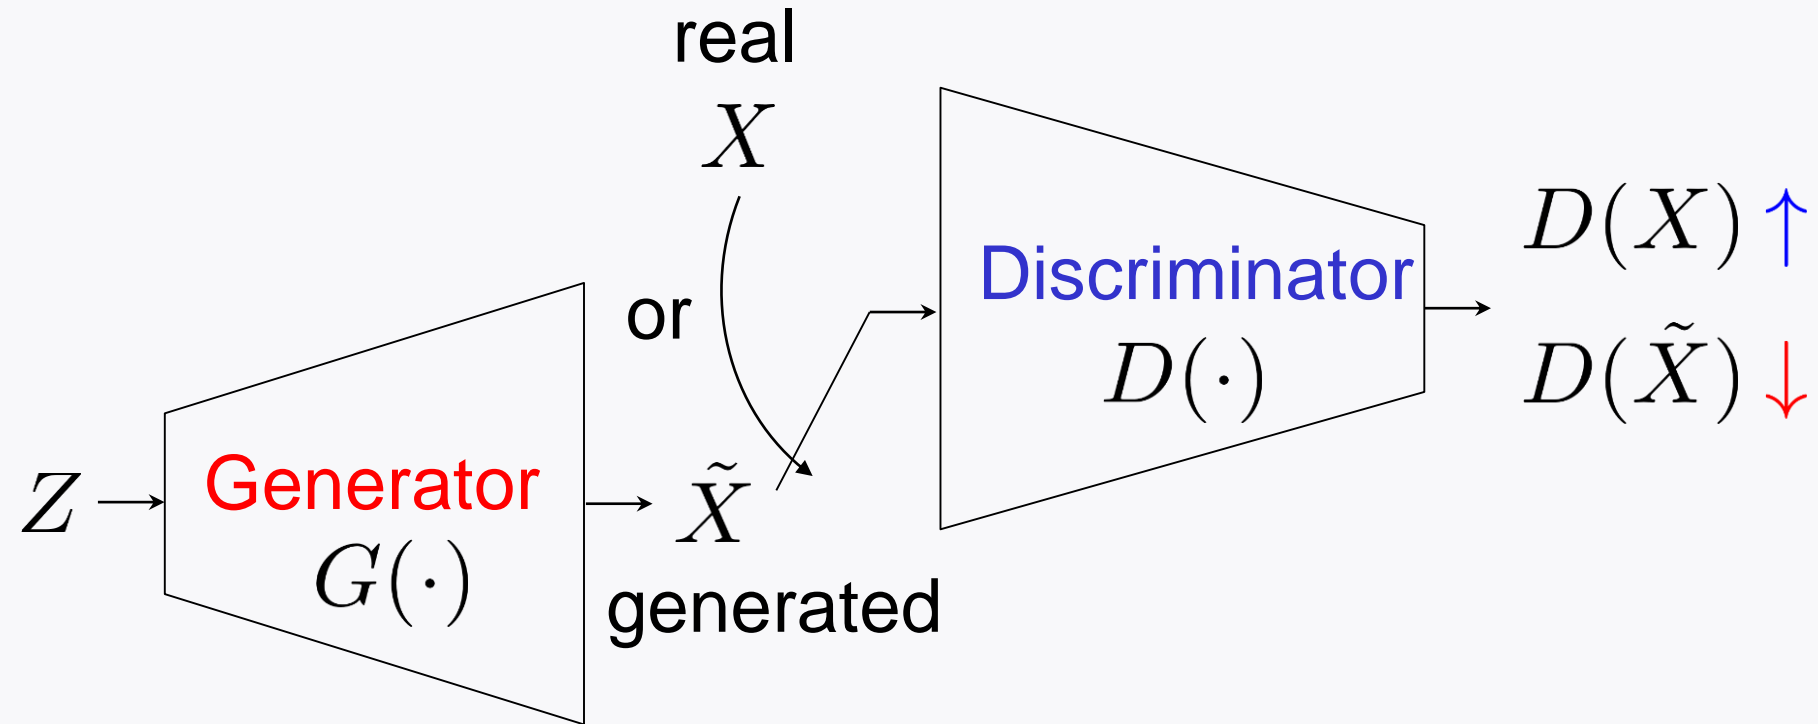 real
X
or
Z
Generator
G(·)
X̃
generated
Discriminator
D(·)
D(X) ↑
D(X̃) ↓